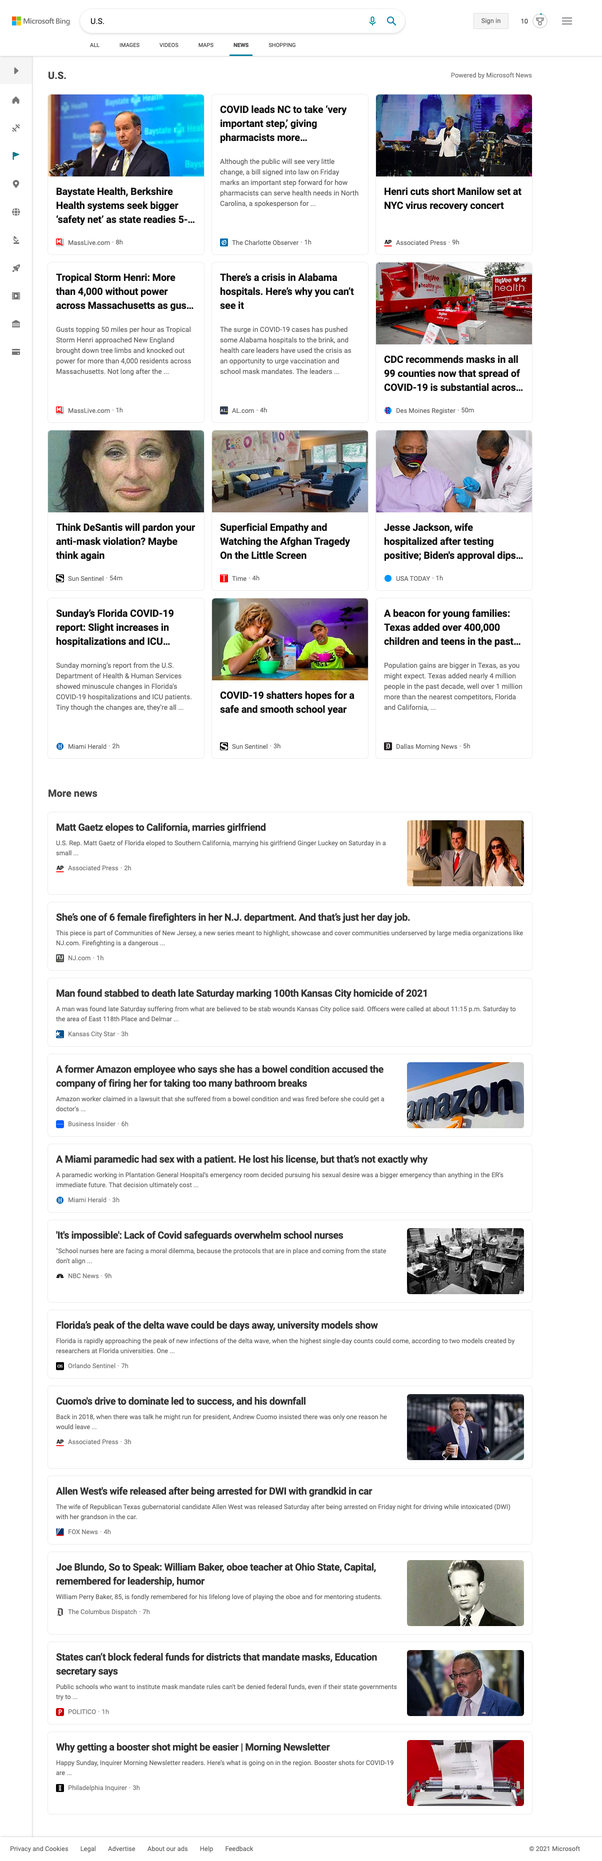 Microsoft Bing
U.S.
Sign in
10
ALL
IMAGES
VIDEOS
MAPS
NEWS
SHOPPING
U.S.
Powered by Microsoft News
Baystate Health, Berkshire
Health systems seek bigger
‘safety net’ as state readies 5-...
MassLive.com · 8h
COVID leads NC to take ‘very
important step,’ giving
pharmacists more...
Although the public will see very little
change, a bill signed into law on Friday
marks an important step forward for how
pharmacists can serve health needs in North
Carolina, a spokesperson for ...
The Charlotte Observer · 1h
Henri cuts short Manilow set at
NYC virus recovery concert
AP Associated Press · 9h
Tropical Storm Henri: More
than 4,000 without power
across Massachusetts as gus...
Gusts topping 50 miles per hour as Tropical
Storm Henri approached New England
brought down tree limbs and knocked out
power for more than 4,000 residents across
Massachusetts. Not long after the ...
MassLive.com · 1h
There's a crisis in Alabama
hospitals. Here's why you can't
see it
The surge in COVID-19 cases has pushed
some Alabama hospitals to the brink, and
health care leaders have used the crisis as
an opportunity to urge vaccination and
school mask mandates. The leaders ...
AL.com · 4h
health
CDC recommends masks in all
99 counties now that spread of
COVID-19 is substantial acros...
Des Moines Register · 50m
Think DeSantis will pardon your
anti-mask violation? Maybe
think again
Sun Sentinel · 54m
Superficial Empathy and
Watching the Afghan Tragedy
On the Little Screen
Time · 4h
Jesse Jackson, wife
hospitalized after testing
positive; Biden's approval dips...
USA TODAY · 1h
Sunday's Florida COVID-19
report: Slight increases in
hospitalizations and ICU...
Sunday morning's report from the U.S.
Department of Health & Human Services
showed minuscule changes in Florida's
COVID-19 hospitalizations and ICU patients.
Tiny though the changes are, they're all ...
Miami Herald · 2h
COVID-19 shatters hopes for a
safe and smooth school year
Sun Sentinel · 3h
A beacon for young families:
Texas added over 400,000
children and teens in the past...
Population gains are bigger in Texas, as you
might expect. Texas added nearly 4 million
people in the past decade, well over 1 million
more than the nearest competitors, Florida
and California, ...
Dallas Morning News · 5h
More news
Matt Gaetz elopes to California, marries girlfriend
U.S. Rep. Matt Gaetz of Florida eloped to Southern California, marrying his girlfriend Ginger Luckey on Saturday in a
small ...
AP Associated Press · 2h
She's one of 6 female firefighters in her N.J. department. And that's just her day job.
This piece is part of Communities of New Jersey, a new series meant to highlight, showcase and cover communities underserved by large media organizations like
NJ.com. Firefighting is a dangerous ...
NJ.com · 1h
Man found stabbed to death late Saturday marking 100th Kansas City homicide of 2021
A man was found late Saturday suffering from what are believed to be stab wounds Kansas City police said. Officers were called at about 11:15 p.m. Saturday to
the area of East 118th Place and Delmar ...
Kansas City Star · 3h
A former Amazon employee who says she has a bowel condition accused the
company of firing her for taking too many bathroom breaks
Amazon worker claimed in a lawsuit that she suffered from a bowel condition and was fired before she could get a
doctor's ...
Business Insider · 6h
amazon
A Miami paramedic had sex with a patient. He lost his license, but that's not exactly why
A paramedic working in Plantation General Hospital's emergency room decided pursuing his sexual desire was a bigger emergency than anything in the ER's
immediate future. That decision ultimately cost ...
Miami Herald · 3h
'It's impossible': Lack of Covid safeguards overwhelm school nurses
"School nurses here are facing a moral dilemma, because the protocols that are in place and coming from the state
don't align ...
NBC News · 9h
Florida's peak of the delta wave could be days away, university models show
Florida is rapidly approaching the peak of new infections of the delta wave, when the highest single-day counts could come, according to two models created by
researchers at Florida universities. One ...
OS Orlando Sentinel · 7h
Cuomo's drive to dominate led to success, and his downfall
Back in 2018, when there was talk he might run for president, Andrew Cuomo insisted there was only one reason he
would leave ...
AP Associated Press · 3h
Allen West's wife released after being arrested for DWI with grandkid in car
The wife of Republican Texas gubernatorial candidate Allen West was released Saturday after being arrested on Friday night for driving while intoxicated (DWI)
with her grandson in the car.
FOX News · 4h
Joe Blundo, So to Speak: William Baker, oboe teacher at Ohio State, Capital,
remembered for leadership, humor
William Perry Baker, 85, is fondly remembered for his lifelong love of playing the oboe and for mentoring students.
The Columbus Dispatch · 7h
States can't block federal funds for districts that mandate masks, Education
secretary says
Public schools who want to institute mask mandate rules can't be denied federal funds, even if their state governments
try to ...
POLITICO · 1h
Why getting a booster shot might be easier | Morning Newsletter
Happy Sunday, Inquirer Morning Newsletter readers. Here's what is going on in the region. Booster shots for COVID-19
are ...
Philadelphia Inquirer · 3h
Privacy and Cookies
Legal
Advertise
About our ads
Help
Feedback
© 2021 Microsoft